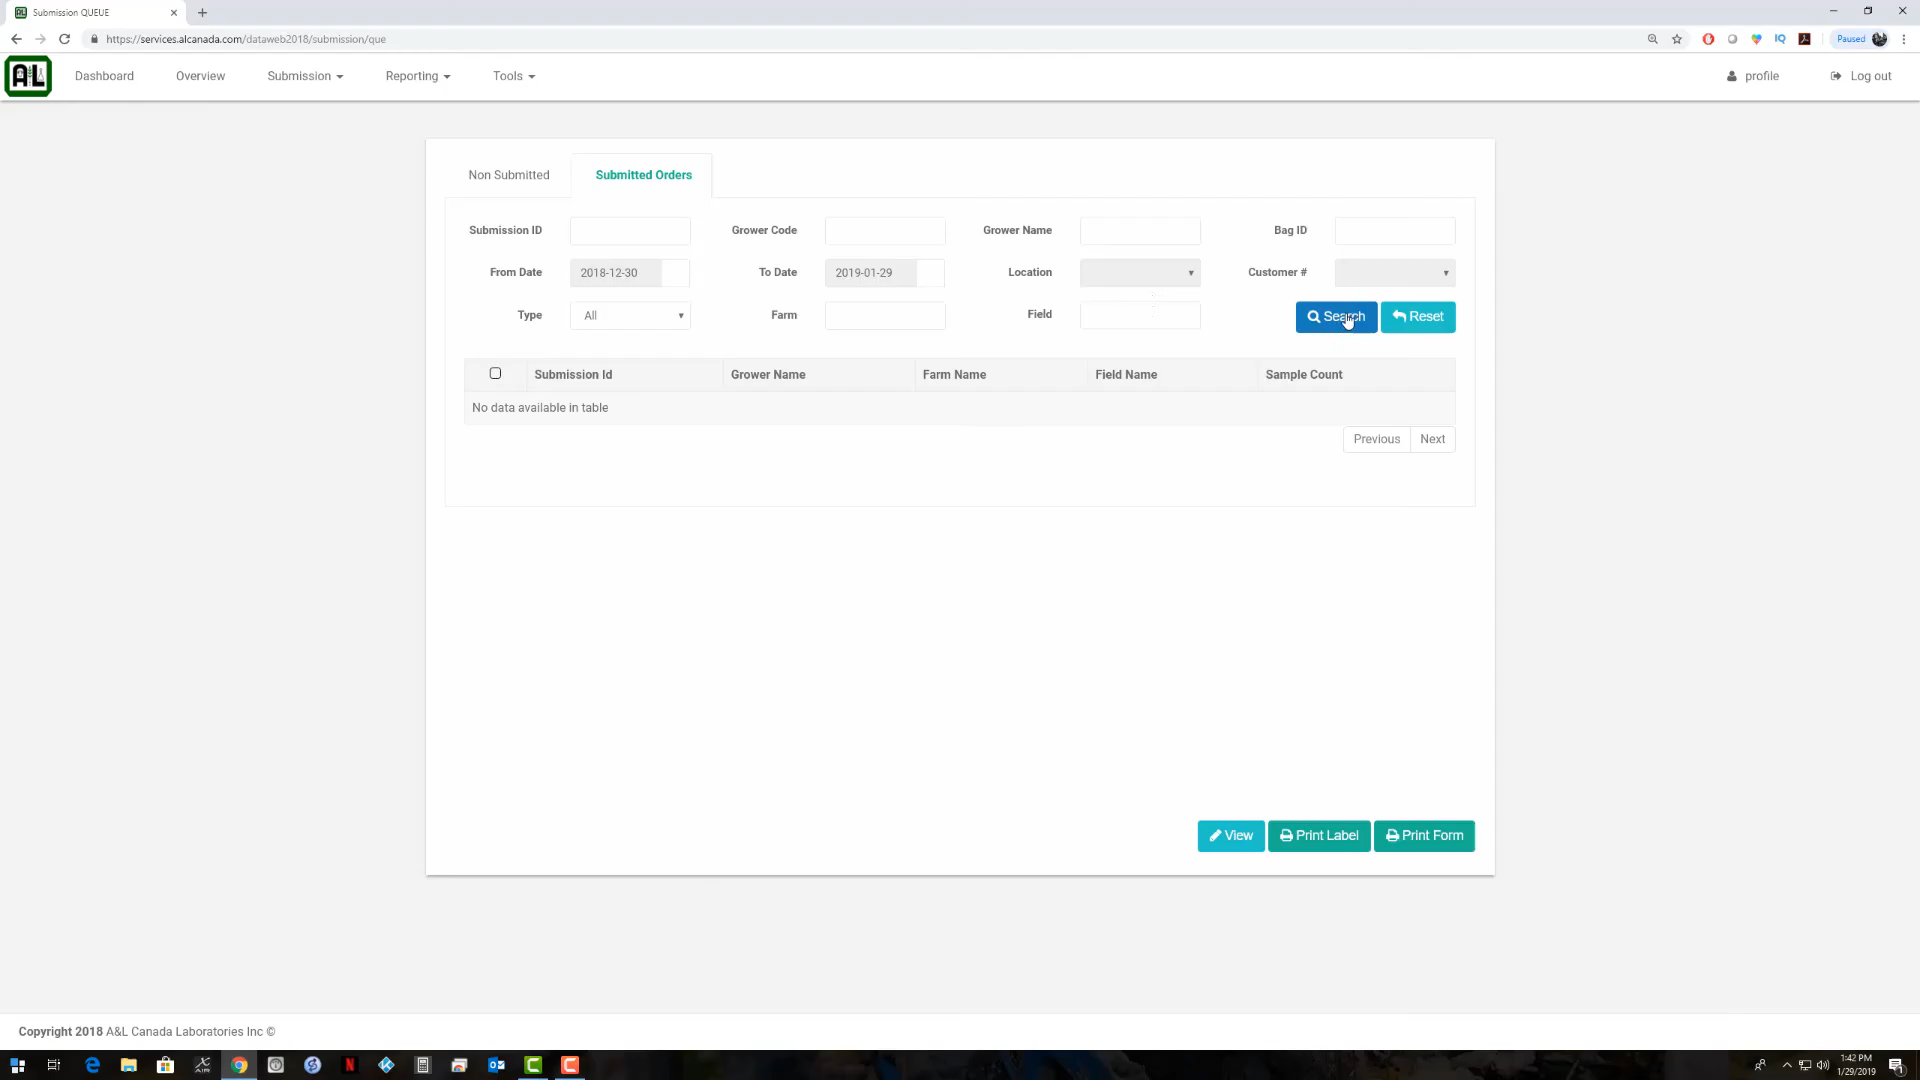 Submission QUEUE
https://services.alcanada.com/dataweb2018/submission/que
IQ
Paused
AL
Dashboard
Overview
Submission
Reporting
Tools
profile
Log out
Non Submitted
Submitted Orders
Submission ID
Grower Code
Grower Name
Bag ID
From Date
2018-12-30
To Date
2019-01-29
Location
Customer #
Type
All
Farm
Field
Search
Reset
Submission Id
Grower Name
Farm Name
Field Name
Sample Count
No data available in table
Previous
Next
View
Print Label
Print Form
Copyright 2018 A&L Canada Laboratories Inc ©
1:42 PM
1/29/2019